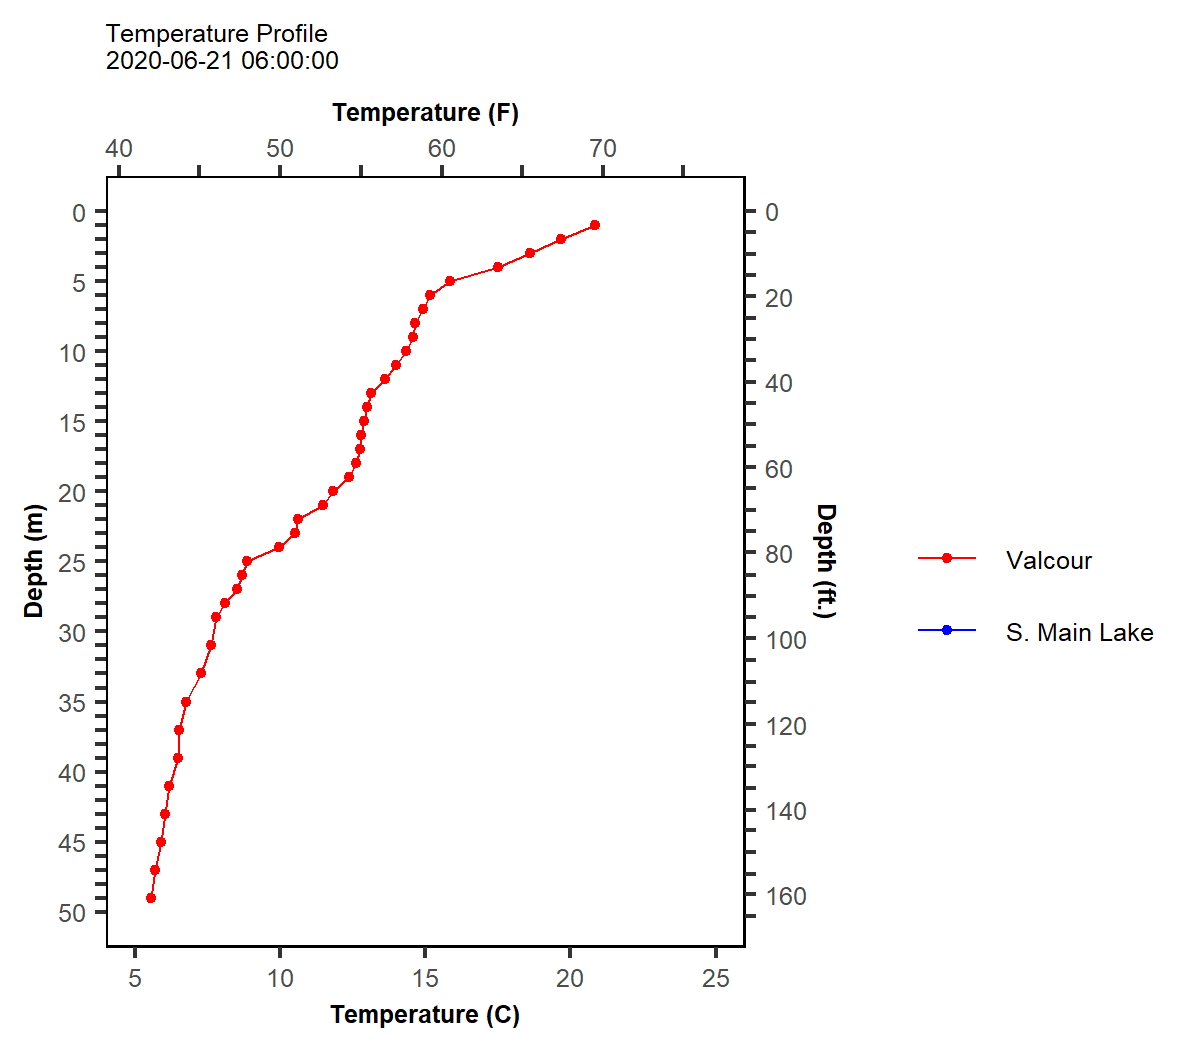 Temperature Profile
2020-06-21 06:00:00
Temperature (F)
40 50 60 70
0
5
10
15
20
25
30
35
40
45
50
Depth (m)
0
20
40
60
80
100
120
140
160
Depth (ft.)
Valcour
S. Main Lake
5 10 15 20 25
Temperature (C)